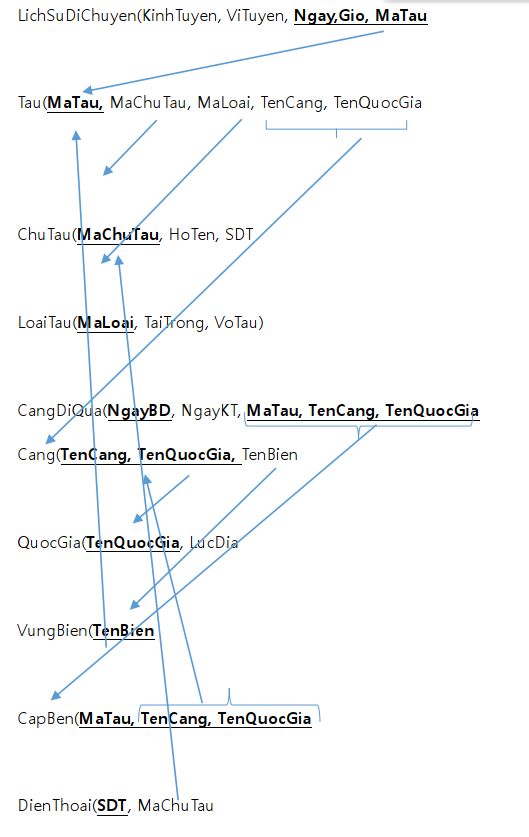 LichSuDiChuyen(KinhTuyen, ViTuyen, Ngay,Gio, MaTau
Tau(MaTau, MaChuTau, MaLoai, TenCang, TenQuocGia
ChuTau(MaChuTau, HoTen, SDT
LoaiTau(MaLoai, TaiTrong, VoTau)
CangDiQua(NgayBD, NgayKT, MaTau, TenCang, TenQuocGia
Cang(TenCang, TenQuocGia, TenBien
QuocGia(TenQuocGia, LucDia
VungBien(TenBien
CapBen(MaTau, TenCang, TenQuocGia
DienThoai(SDT, MaChuTau